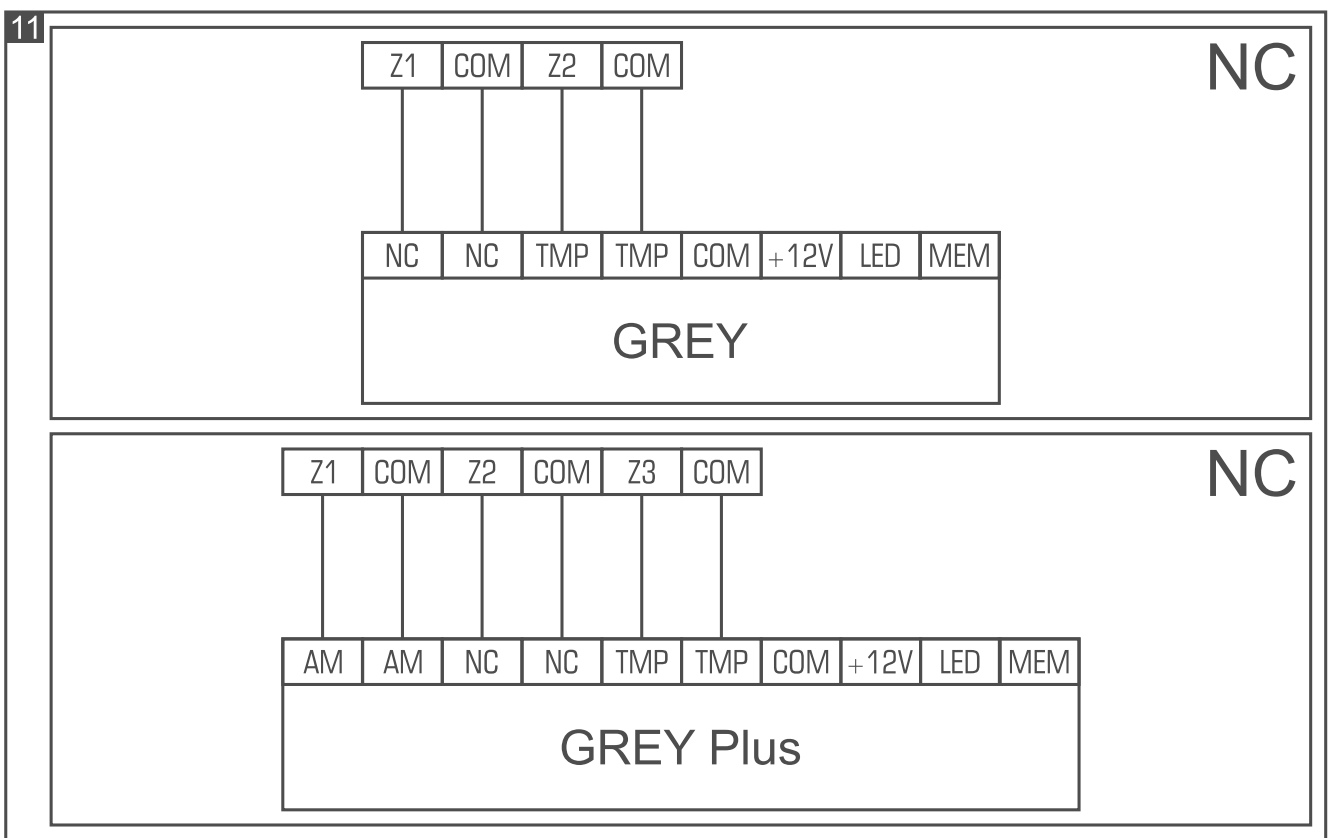 11
NC
Z1 COM Z2 COM
NC NC TMP TMP COM +12V LED MEM
GREY
NC
Z1 COM Z2 COM Z3 COM
AM AM NC NC TMP TMP COM +12V LED MEM
GREY Plus